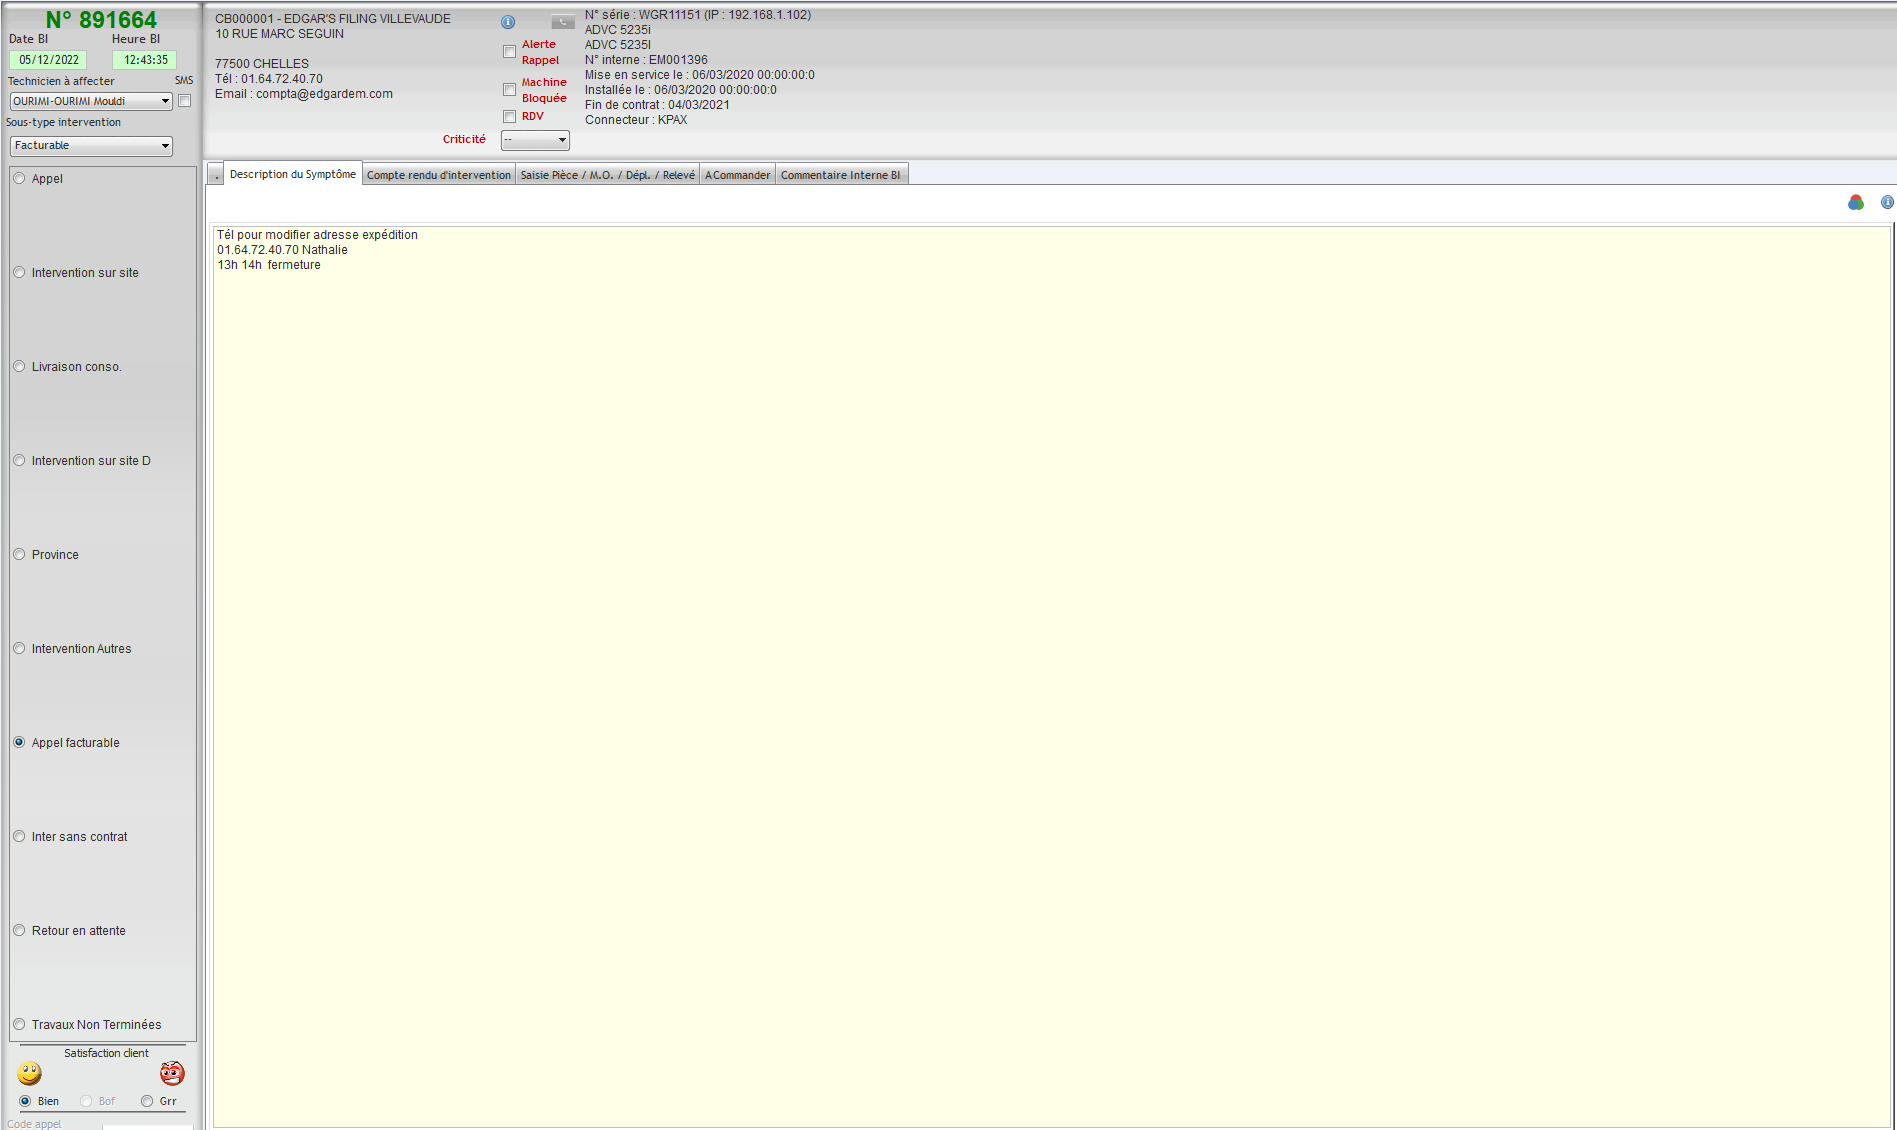 N° 891664
Date BI Heure BI
05/12/2022 12:43:35
Technicien à affecter SMS
OURIMI-OURIMI Mouldi
Sous-type intervention
Facturable
Appel
Intervention sur site
Livraison conso.
Intervention sur site D
Province
Intervention Autres
Appel facturable
Inter sans contrat
Retour en attente
Travaux Non Terminées
Satisfaction client
Bien Bof Grr
Code appel
CB000001 - EDGAR'S FILING VILLEVAUDE
10 RUE MARC SEGUIN
77500 CHELLES
Tél : 01.64.72.40.70
Email : compta@edgardem.com
Alerte
Rappel
Machine
Bloquée
RDV
Criticité --
N° série : WGR11151 (IP : 192.168.1.102)
ADVC 5235i
ADVC 5235I
N° interne : EM001396
Mise en service le : 06/03/2020 00:00:00:0
Installée le : 06/03/2020 00:00:00:0
Fin de contrat : 04/03/2021
Connecteur : KPAX
. Description du Symptôme Compte rendu d'intervention Saisie Pièce / M.O. / Dépl. / Relevé A Commander Commentaire Interne BI
Tél pour modifier adresse expédition
01.64.72.40.70 Nathalie
13h 14h fermeture